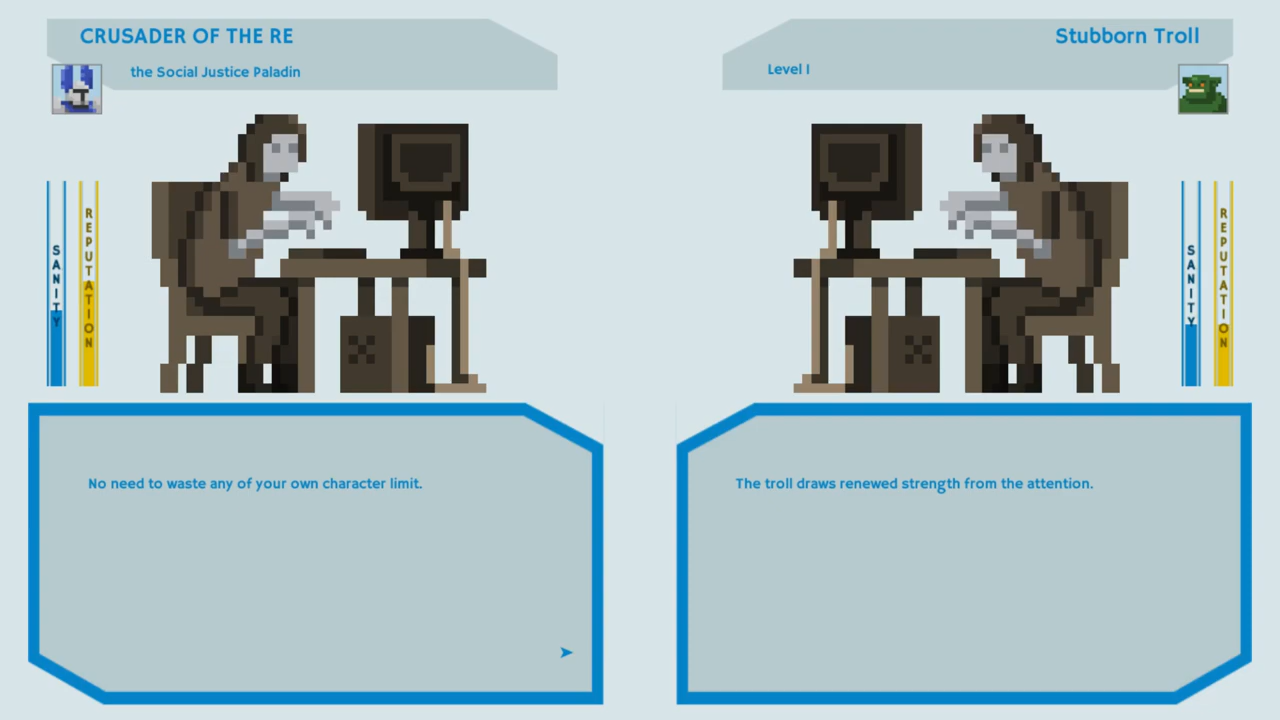 CRUSADER OF THE RE
the Social Justice Paladin
Stubborn Troll
Level 1
SANITY
REPUTATION
SANITY
REPUTATION
No need to waste any of your own character limit.
The troll draws renewed strength from the attention.